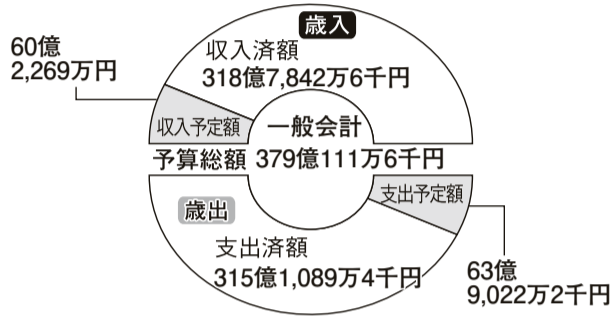 歳入
60億
2,269万円
収入済額
318億7,842万6千円
収入予定額
一般会計
予算総額 379億111万6千円
支出予定額
歳出
支出済額
315億1,089万4千円
63億
9,022万2千円